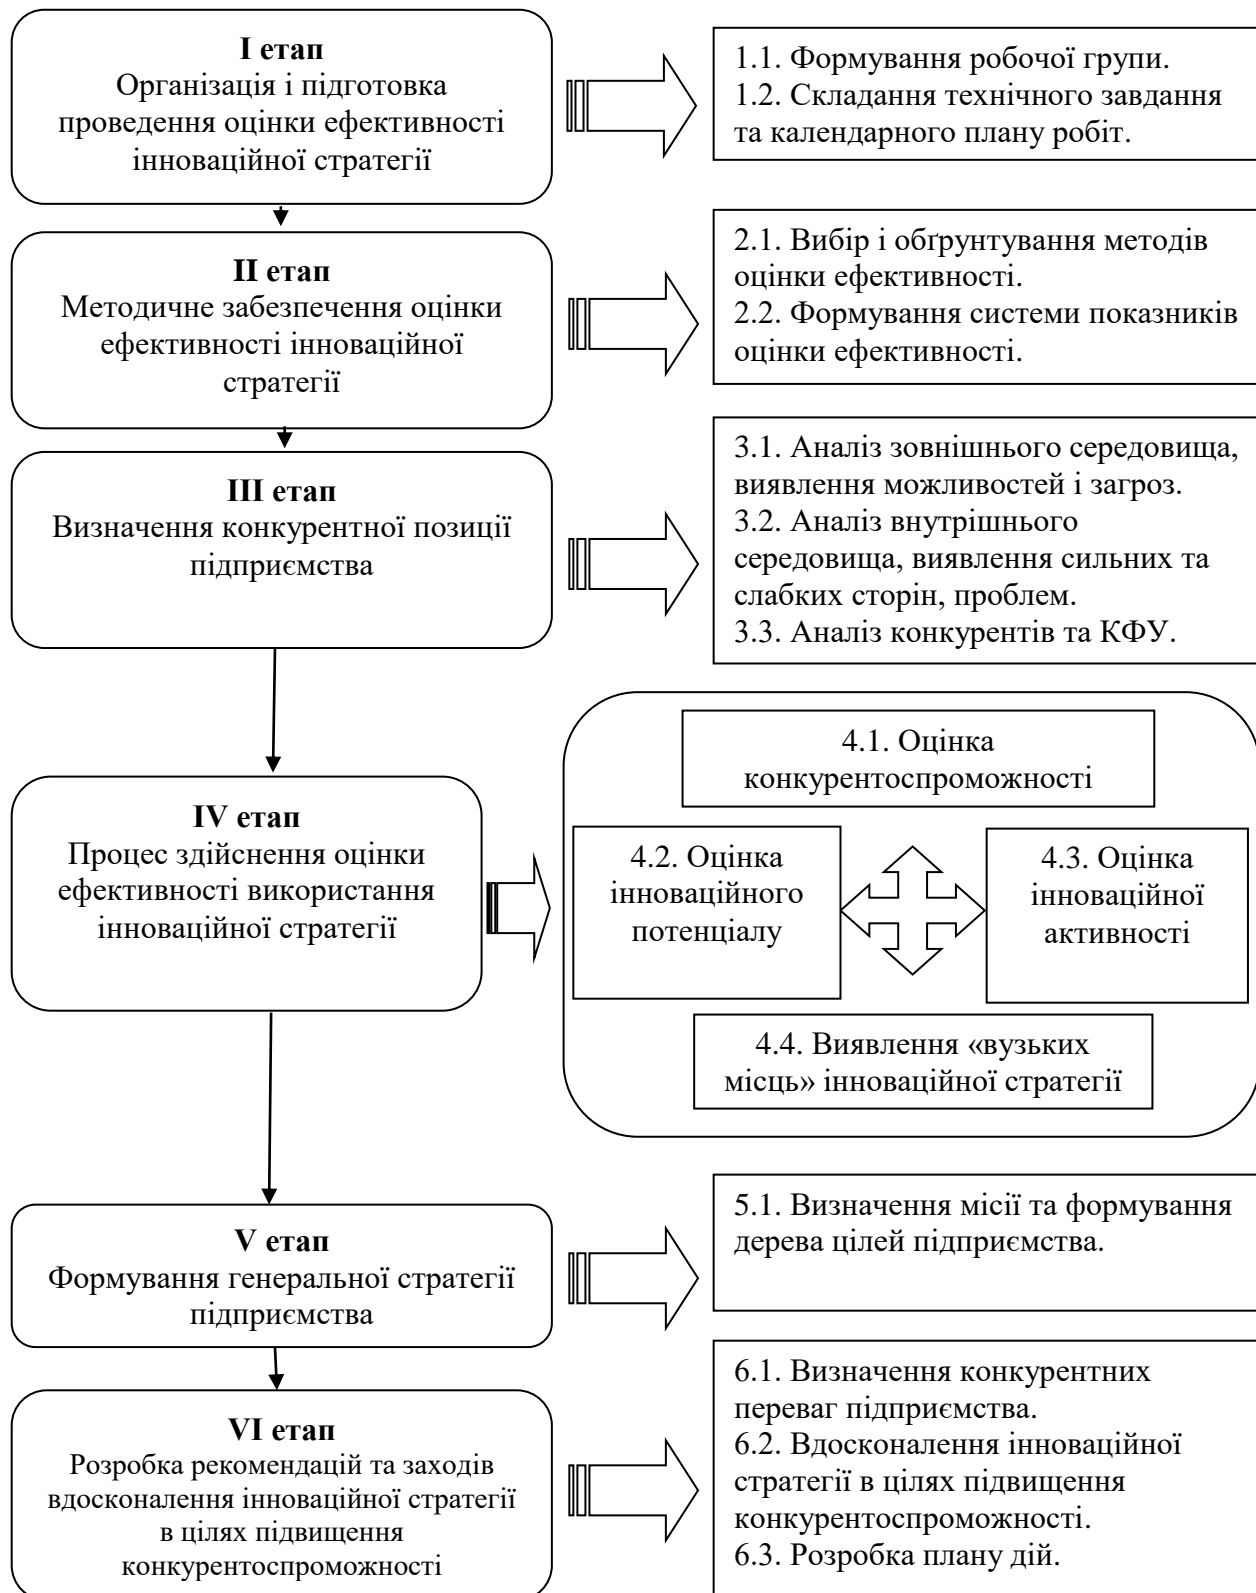 I етап
Організація і підготовка
проведення оцінки ефективності
інноваційної стратегії
1.1. Формування робочої групи.
1.2. Складання технічного завдання
та календарного плану робіт.
II етап
Методичне забезпечення оцінки
ефективності інноваційної
стратегії
2.1. Вибір і обґрунтування методів
оцінки ефективності.
2.2. Формування системи показників
оцінки ефективності.
III етап
Визначення конкурентної позиції
підприємства
3.1. Аналіз зовнішнього середовища,
виявлення можливостей і загроз.
3.2. Аналіз внутрішнього
середовища, виявлення сильних та
слабких сторін, проблем.
3.3. Аналіз конкурентів та КФУ.
IV етап
Процес здійснення оцінки
ефективності використання
інноваційної стратегії
4.1. Оцінка
конкурентоспроможності
4.2. Оцінка
інноваційного
потенціалу
4.3. Оцінка
інноваційної
активності
4.4. Виявлення «вузьких
місць» інноваційної стратегії
V етап
Формування генеральної стратегії
підприємства
5.1. Визначення місії та формування
дерева цілей підприємства.
VI етап
Розробка рекомендацій та заходів
вдосконалення інноваційної стратегії
в цілях підвищення
конкурентоспроможності
6.1. Визначення конкурентних
переваг підприємства.
6.2. Вдосконалення інноваційної
стратегії в цілях підвищення
конкурентоспроможності.
6.3. Розробка плану дій.